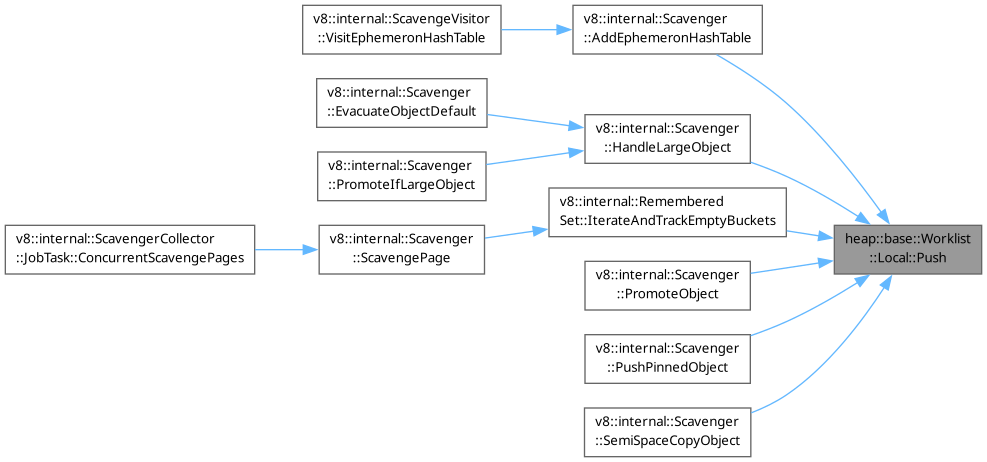 v8::internal::ScavengeVisitor
::VisitEphemeronHashTable
v8::internal::Scavenger
::AddEphemeronHashTable
v8::internal::Scavenger
::EvacuateObjectDefault
v8::internal::Scavenger
::HandleLargeObject
v8::internal::Scavenger
::PromoteIfLargeObject
v8::internal::Remembered
Set::IterateAndTrackEmptyBuckets
v8::internal::ScavengerCollector
::JobTask::ConcurrentScavengePages
v8::internal::Scavenger
::ScavengePage
heap::base::Worklist
::Local::Push
v8::internal::Scavenger
::PromoteObject
v8::internal::Scavenger
::PushPinnedObject
v8::internal::Scavenger
::SemiSpaceCopyObject